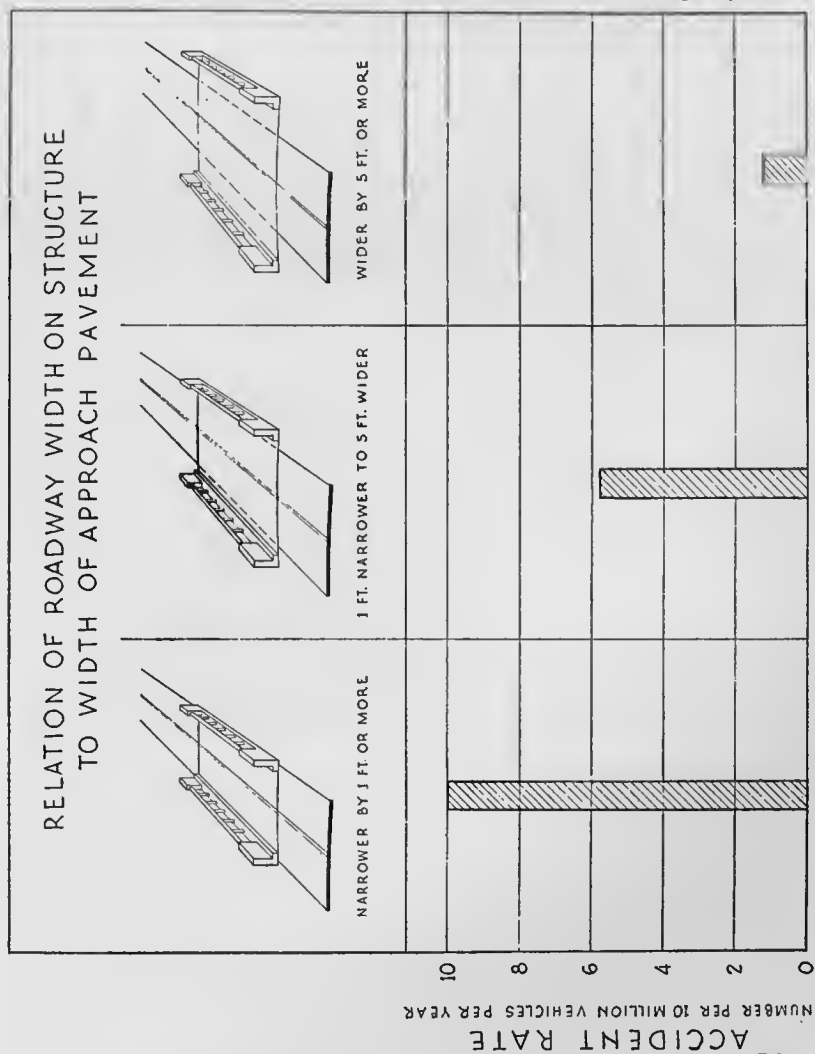 RELATION OF ROADWAY WIDTH ON STRUCTURE
TO WIDTH OF APPROACH PAVEMENT
NARROWER BY 1 FT. OR MORE
1 FT. NARROWER TO 5 FT. WIDER
WIDER BY 5 FT. OR MORE
ACCIDENT RATE
NUMBER PER 10 MILLION VEHICLES PER YEAR
10
8
6
4
2
0